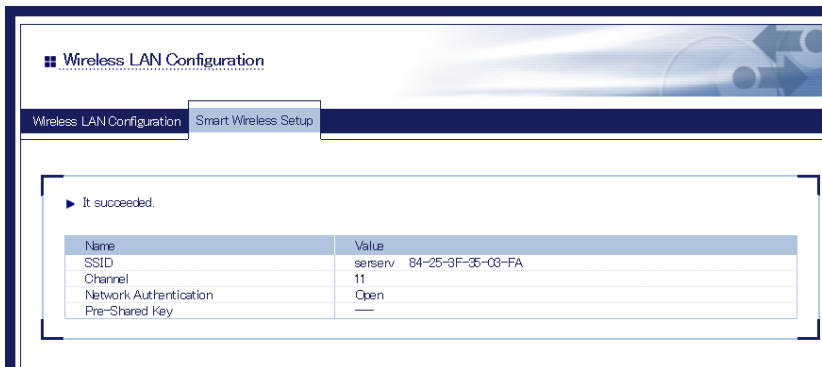 Wireless LAN Configuration
Wireless LAN Configuration Smart Wireless Setup
It succeeded.
Name Value
SSID serserv 84-25-3F-35-03-FA
Channel 11
Network Authentication Open
Pre-Shared Key ---